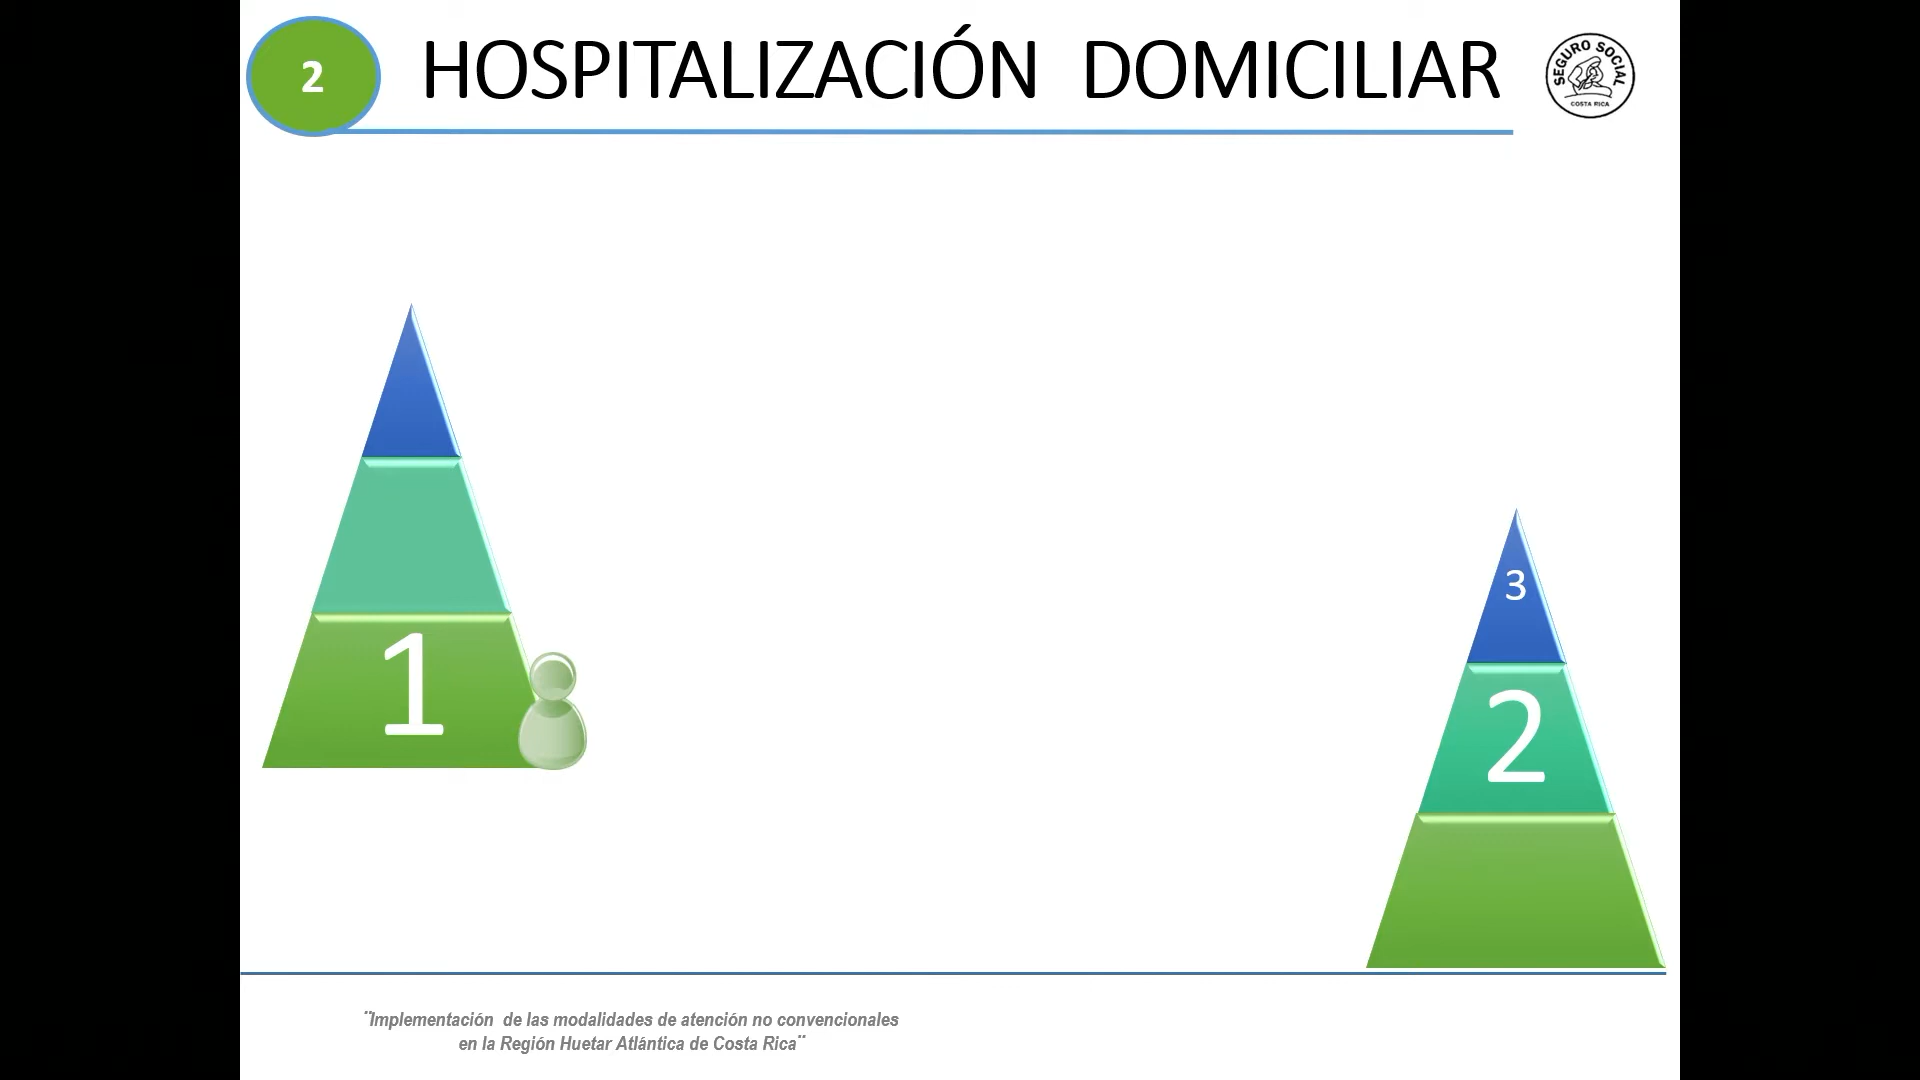 2
HOSPITALIZACIÓN DOMICILIAR
SEGURO SOCIAL
COSTA RICA
1
3
2
¨Implementación de las modalidades de atención no convencionales
en la Región Huetar Atlántica de Costa Rica¨